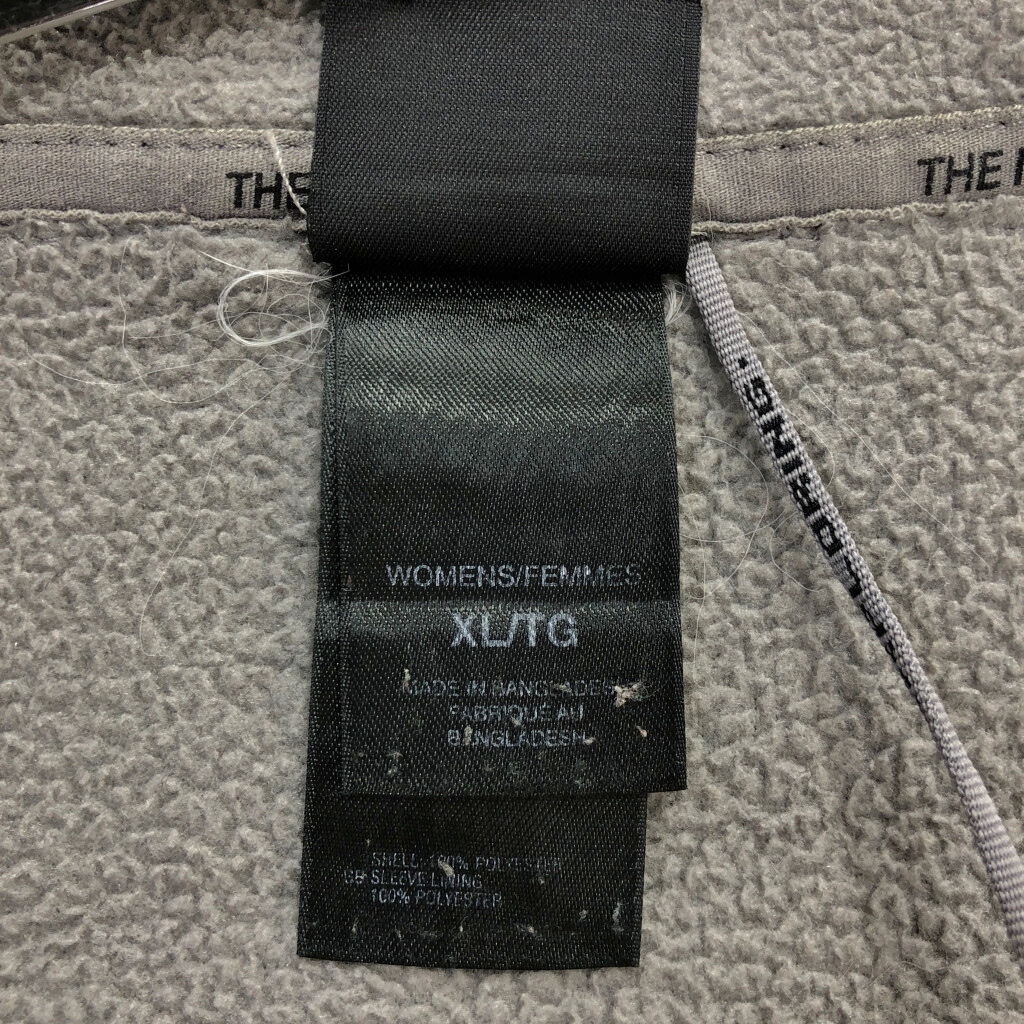 THE
THE
WOMENS/FEMMES
XL/TG
MADE IN BANGLADESH
FABRIQUE AU
BANGLADESH
SHELL: 100% POLYESTER
GB SLEEVE LINING
100% POLYESTER